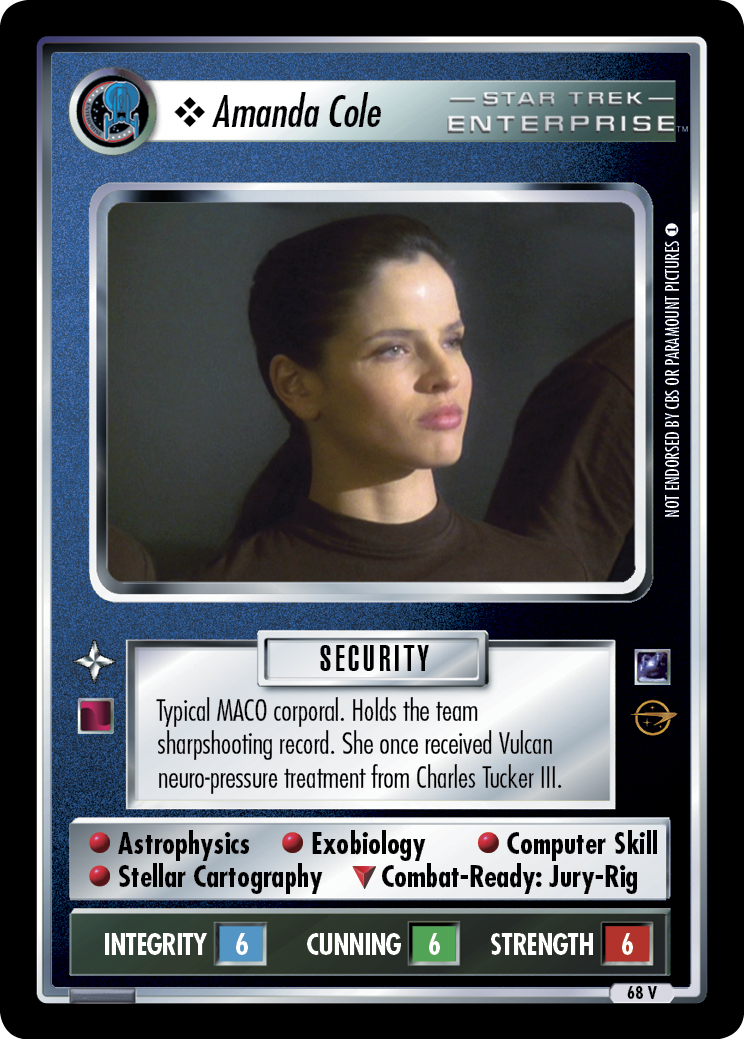 ❖ Amanda Cole
STAR TREK
ENTERPRISE™
NOT ENDORSED BY CBS OR PARAMOUNT PICTURES 1
SECURITY
Typical MACO corporal. Holds the team
sharpshooting record. She once received Vulcan
neuro-pressure treatment from Charles Tucker III.
Astrophysics Exobiology Computer Skill
Stellar Cartography Combat-Ready: Jury-Rig
INTEGRITY 6 CUNNING 6 STRENGTH 6
68 V